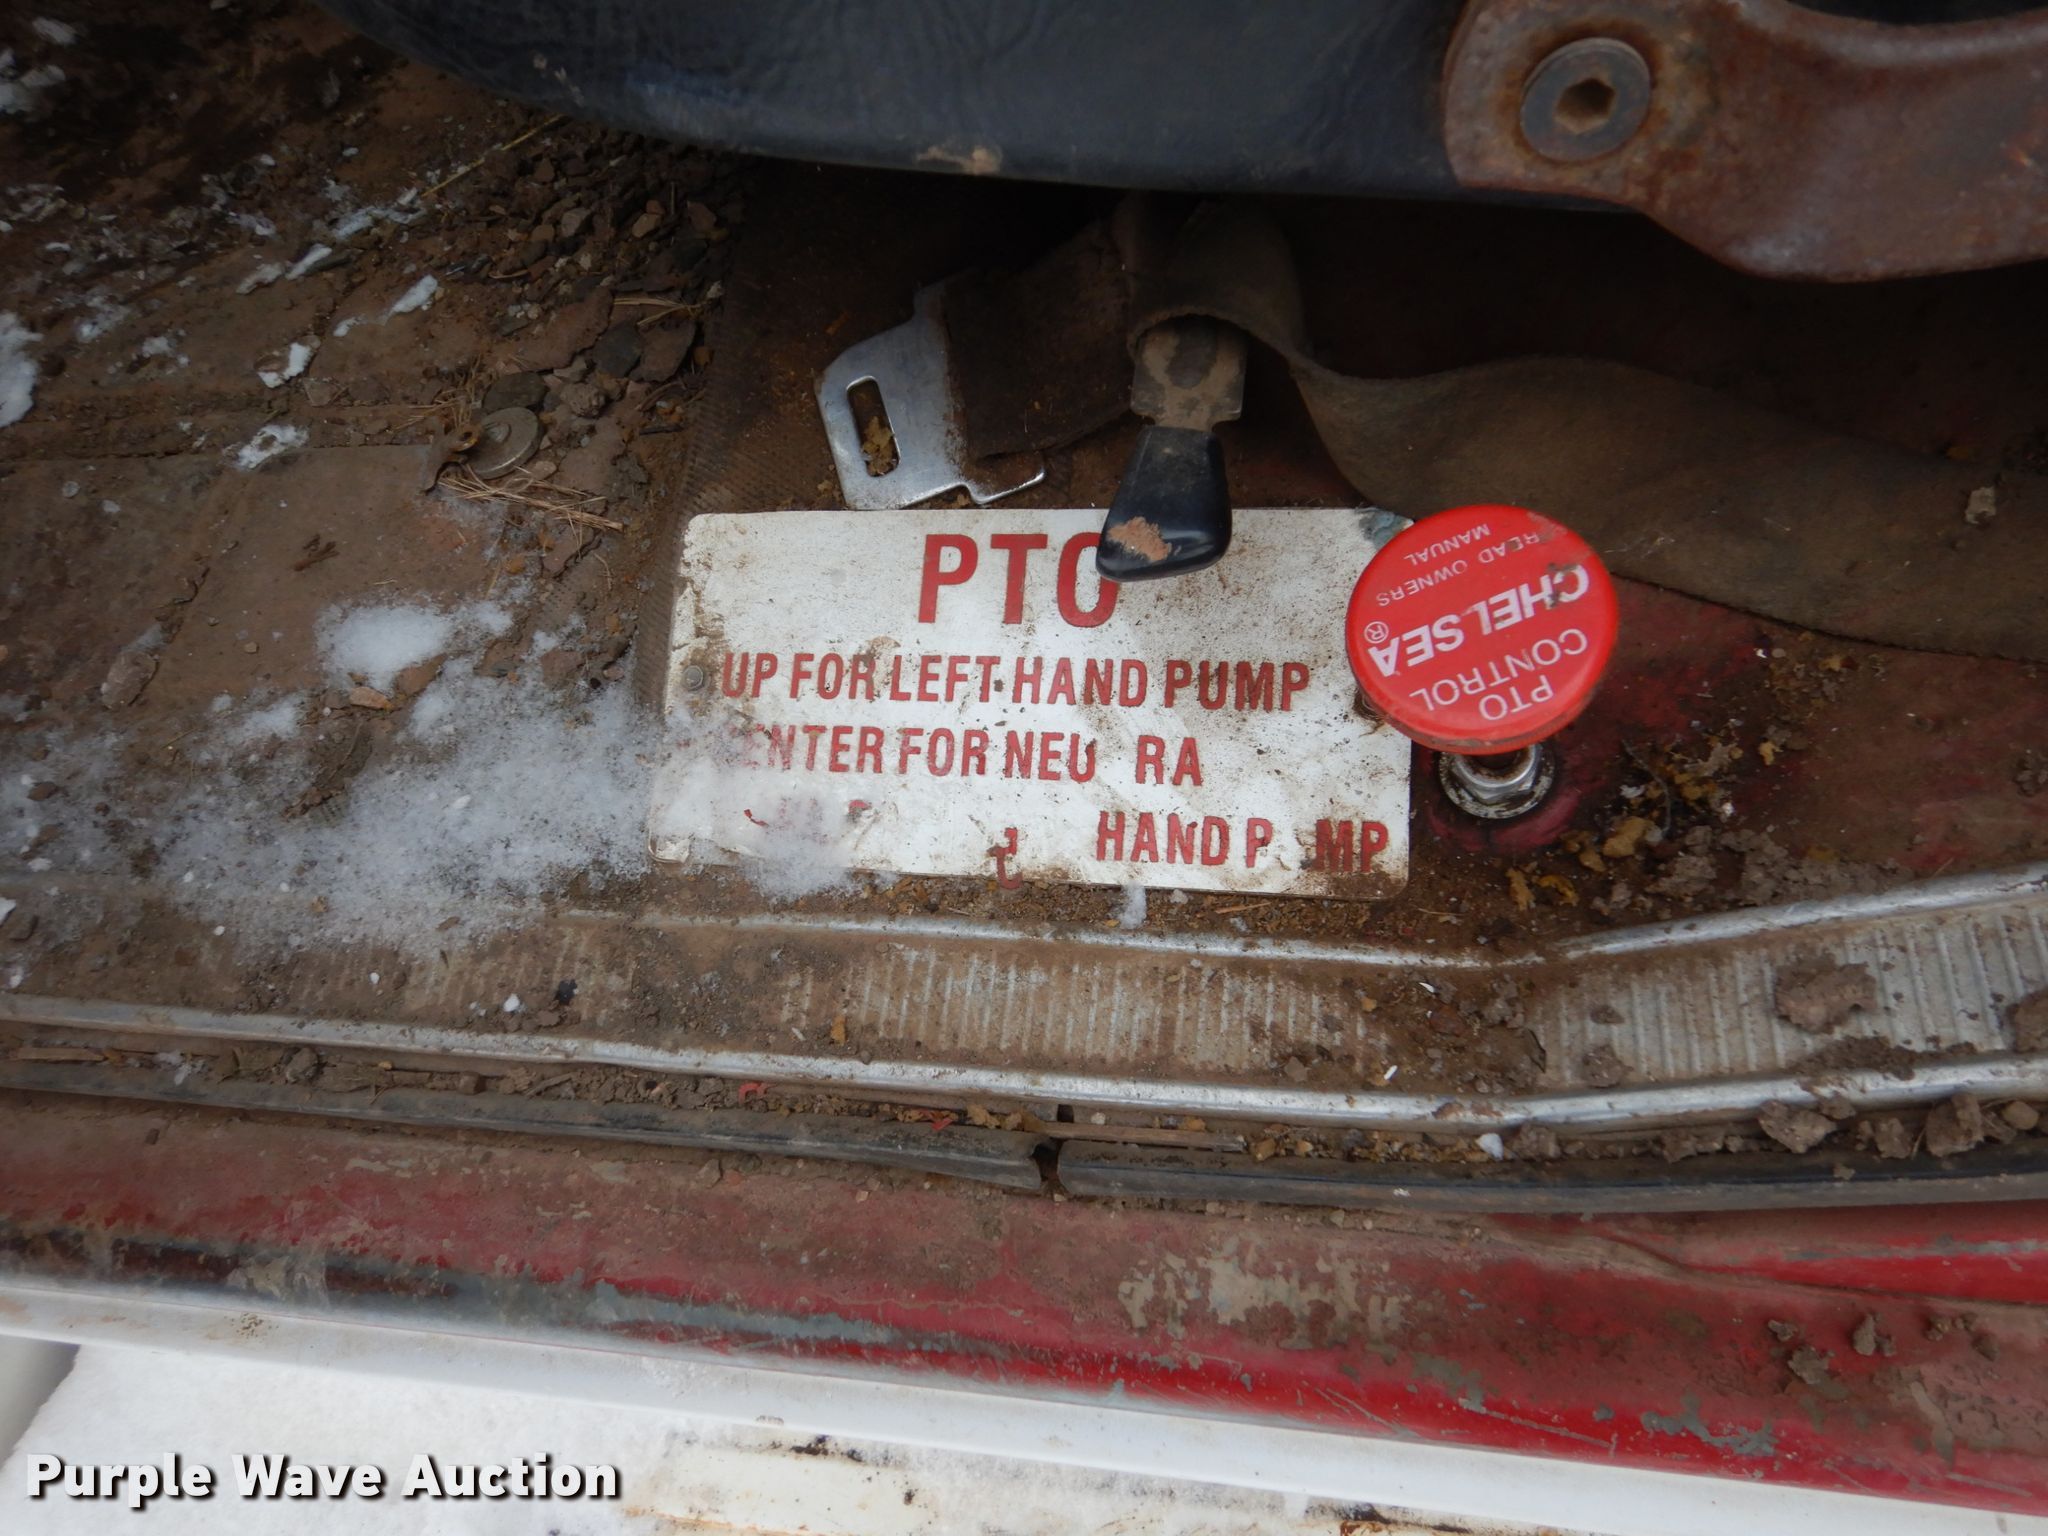 PTO
UP FOR LEFT HAND PUMP
CENTER FOR NEU RA
HAND P MP
PTO
CONTROL
CHELSEA®
READ OWNERS
MANUAL
Purple Wave Auction